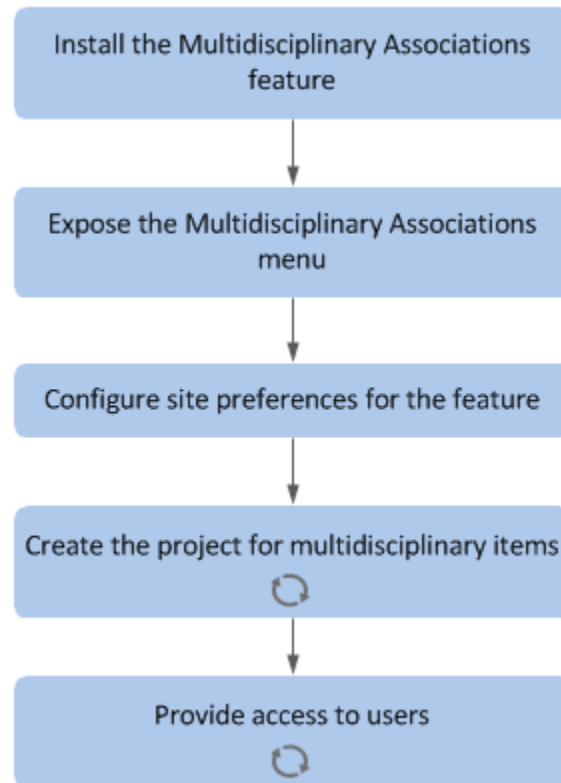 Install the Multidisciplinary Associations
feature
Expose the Multidisciplinary Associations
menu
Configure site preferences for the feature
Create the project for multidisciplinary items
Provide access to users